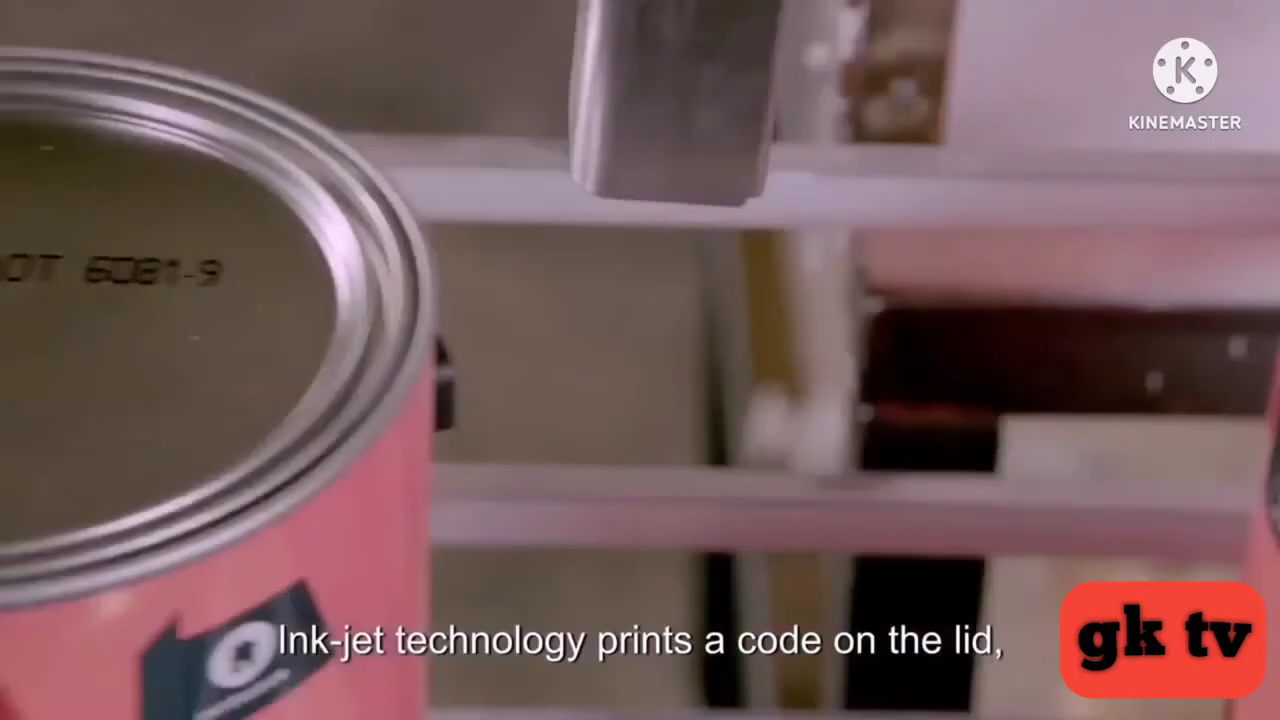 KINEMASTER
OT 6081-9
Ink-jet technology prints a code on the lid,
gk tv